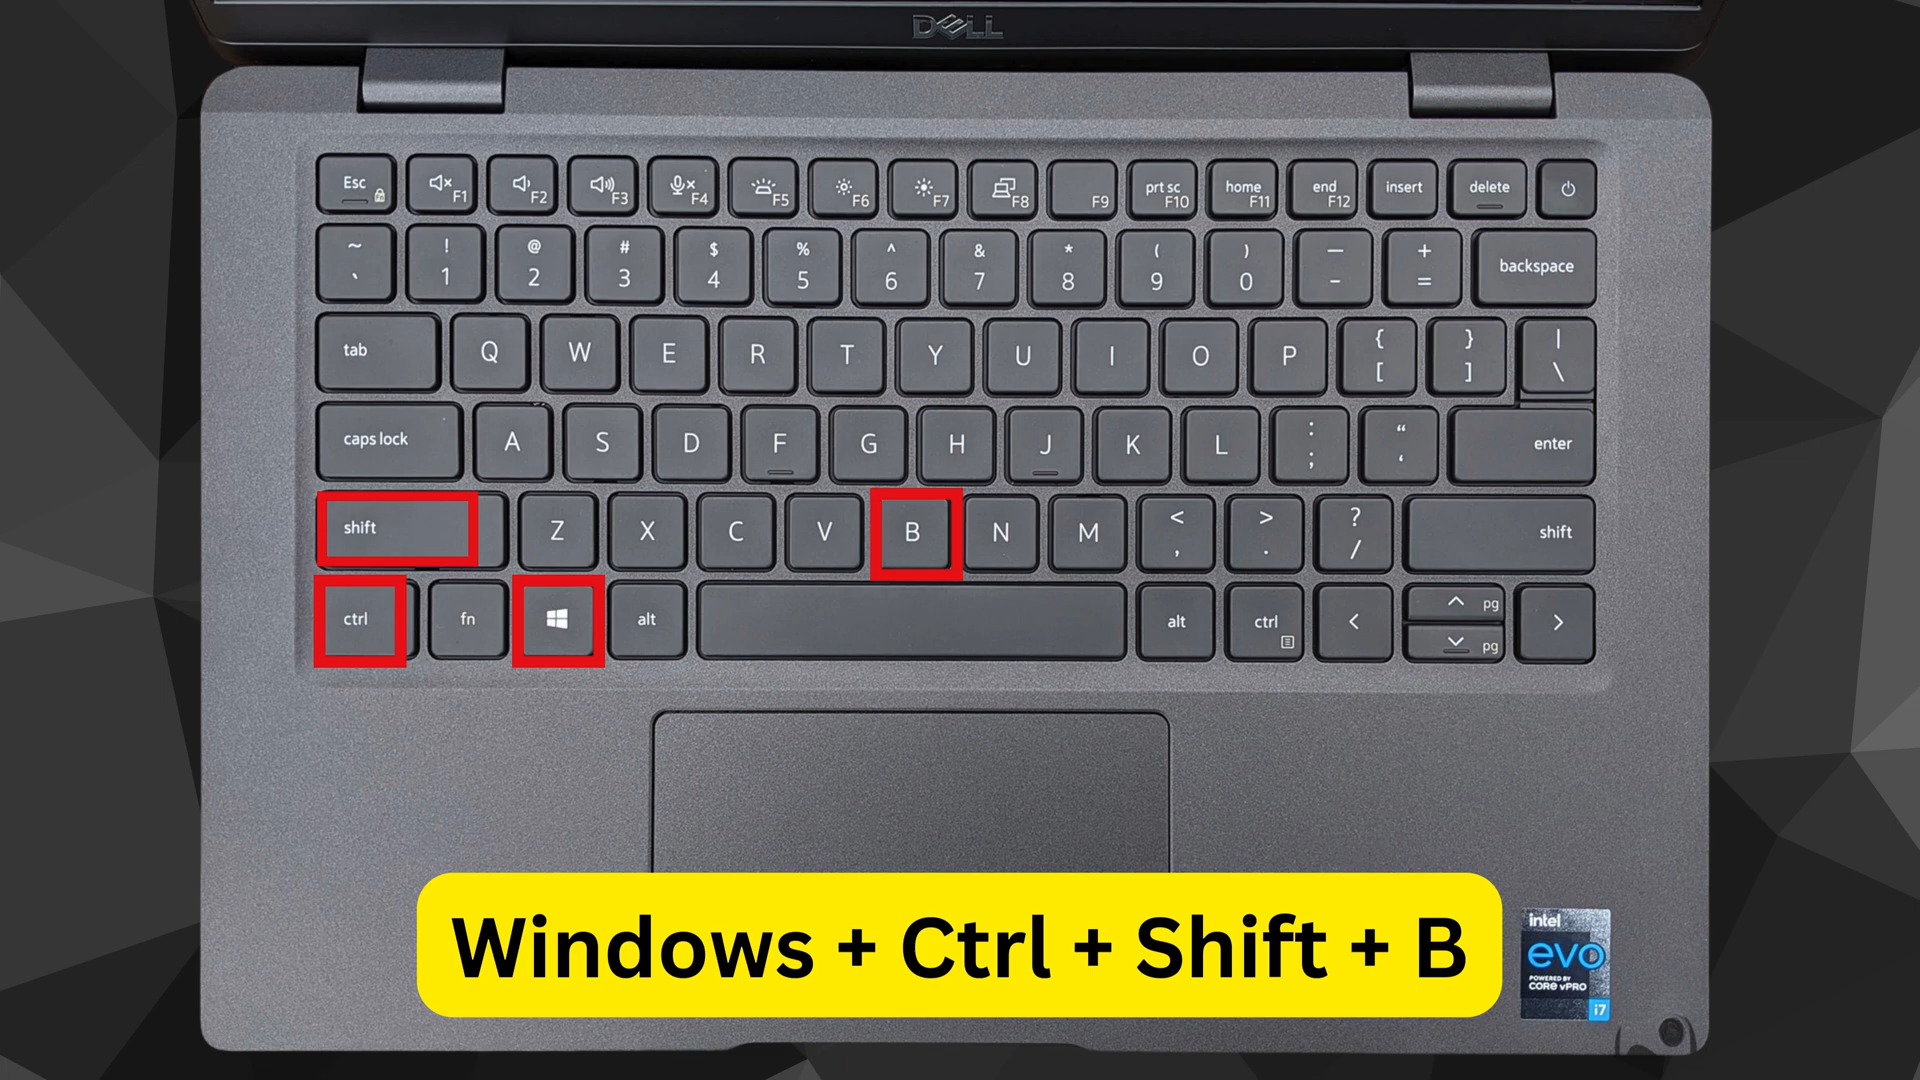 DELL
Esc F1 F2 F3 F4 F5 F6 F7 F8 F9 prt sc F10 home F11 end F12 insert delete
~ ` ! 1 @ 2 # 3 $ 4 % 5 ^ 6 & 7 * 8 ( 9 ) 0 — - + = backspace
tab Q W E R T Y U I O P { [ } ] | \
caps lock A S D F G H J K L : ; “ ‘ enter
shift Z X C V B N M < , > . ? / shift
ctrl fn alt alt ctrl < pg pg >
Windows + Ctrl + Shift + B
intel
evo
POWERED BY
CORE vPRO
i7